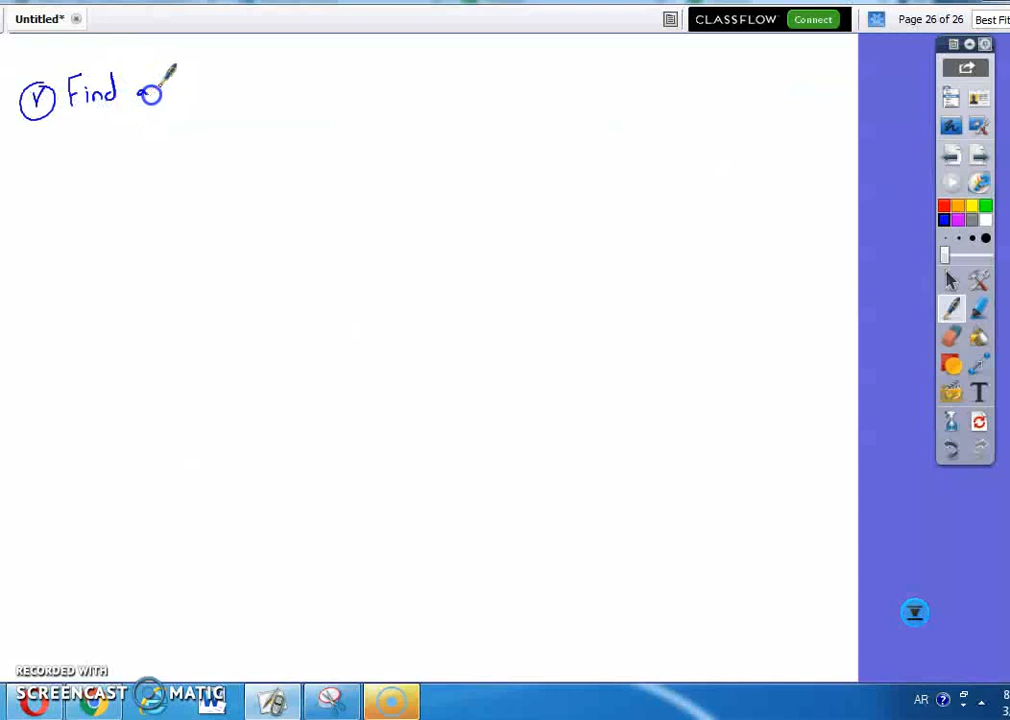 Untitled*
CLASSFLOW Connect
Page 26 of 26
Best Fit
Find
T
RECORDED WITH
SCREENCAST MATIC
W
AR